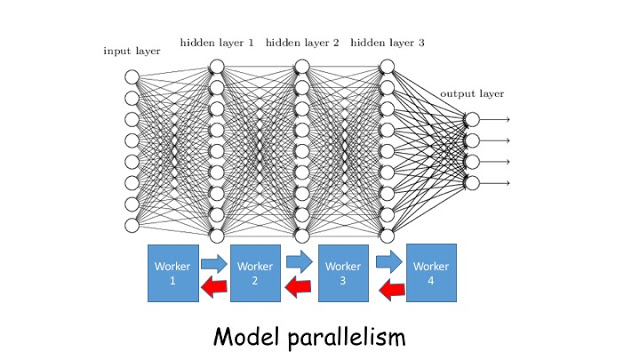 input layer
hidden layer 1
hidden layer 2
hidden layer 3
output layer
Worker
1
Worker
2
Worker
3
Worker
4
Model parallelism